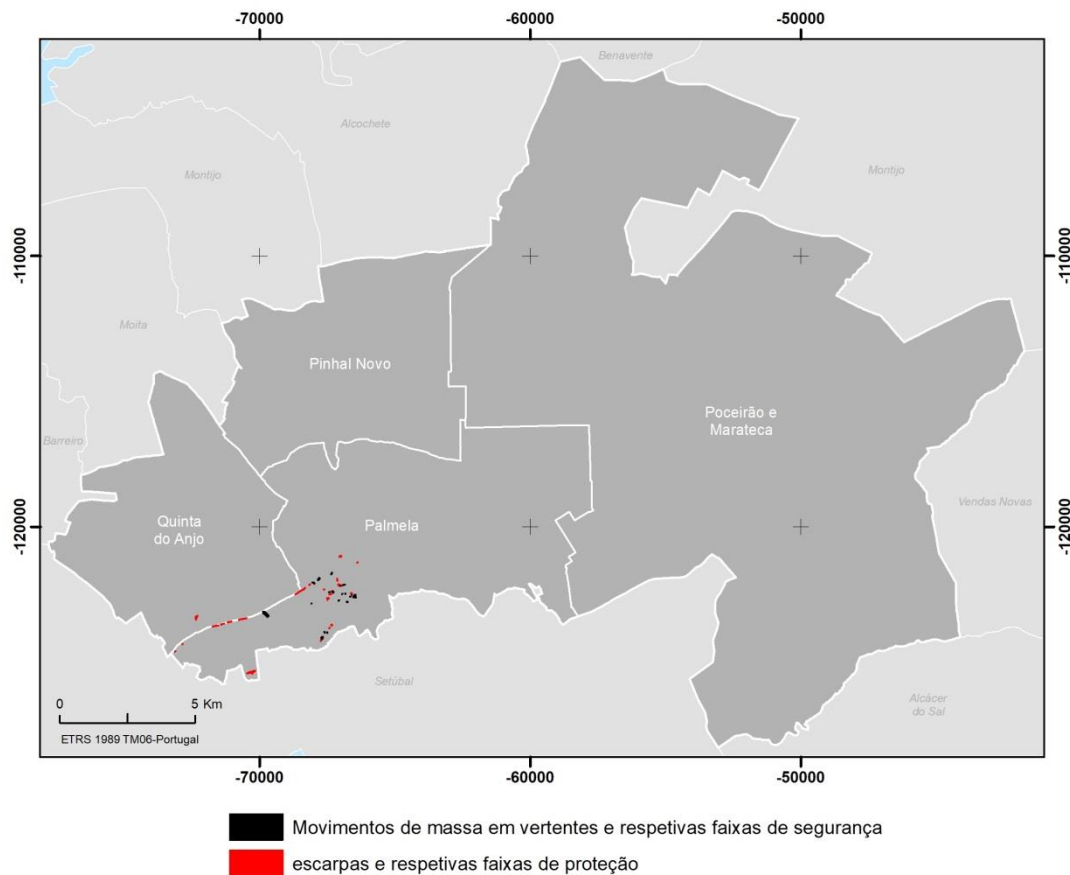 -70000
-60000
-50000
Benavente
Alcochete
Montijo
Montijo
-110000
-110000
Moita
Pinhal Novo
Poceirão e
Marateca
Barreiro
Vendas Novas
Quinta
do Anjo
Palmela
-120000
-120000
Setúbal
Alcácer
do Sal
0
5 Km
ETRS 1989 TM06-Portugal
-70000
-60000
-50000
Movimentos de massa em vertentes e respetivas faixas de segurança
escarpas e respetivas faixas de proteção